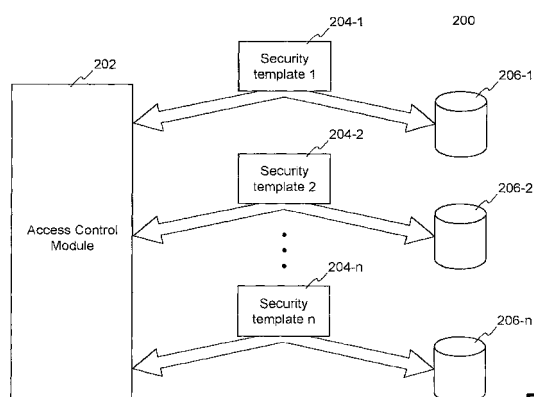 204-1
200
202
Security
template 1
206-1
204-2
Security
template 2
206-2
Access Control
Module
204-n
Security
template n
206-n